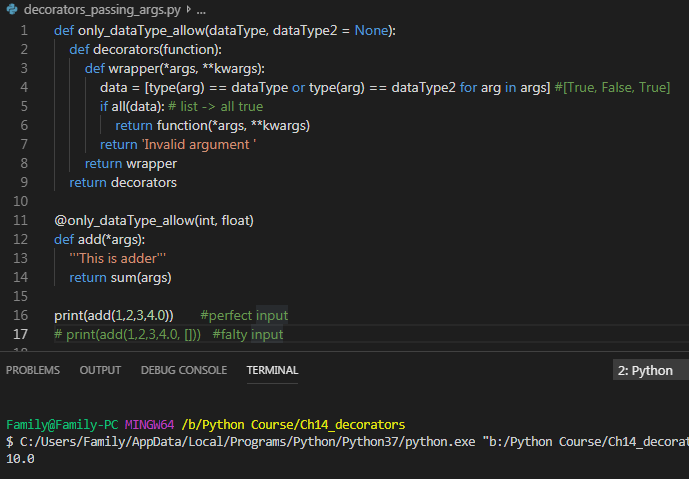 decorators_passing_args.py > ...
1 def only_dataType_allow(dataType, dataType2 = None):
2 def decorators(function):
3 def wrapper(*args, **kwargs):
4 data = [type(arg) == dataType or type(arg) == dataType2 for arg in args] #[True, False, True]
5 if all(data): # list -> all true
6 return function(*args, **kwargs)
7 return 'Invalid argument '
8 return wrapper
9 return decorators
10
11 @only_dataType_allow(int, float)
12 def add(*args):
13 '''This is adder'''
14 return sum(args)
15
16 print(add(1,2,3,4.0)) #perfect input
17 # print(add(1,2,3,4.0, [])) #falty input
PROBLEMS OUTPUT DEBUG CONSOLE TERMINAL 2: Python
Family@Family-PC MINGW64 /b/Python Course/Ch14_decorators
$ C:/Users/Family/AppData/Local/Programs/Python/Python37/python.exe "b:/Python Course/Ch14_decorat
10.0